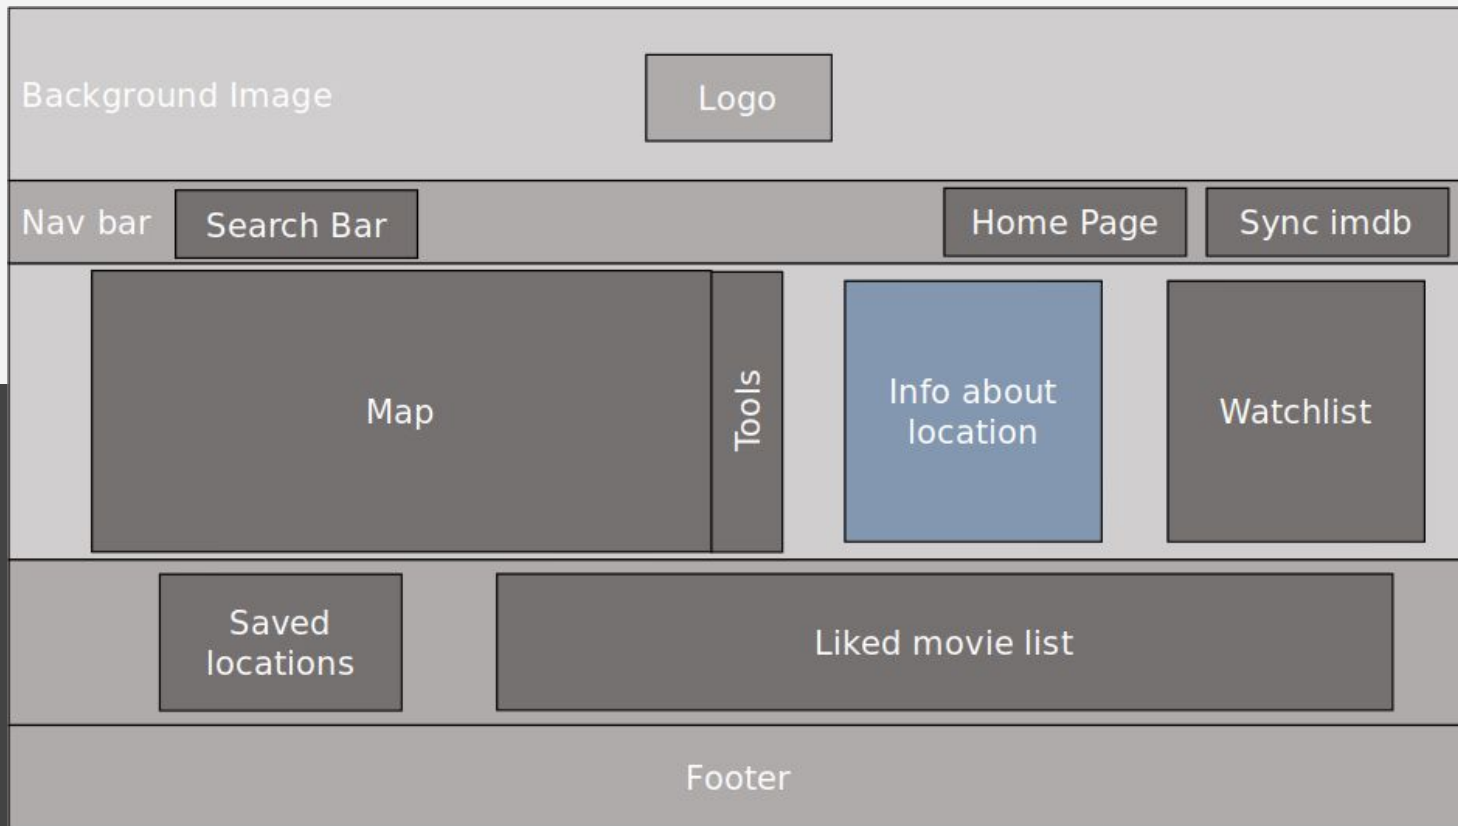 Background Image
Logo
Nav bar
Search Bar
Home Page
Sync imdb
Map
Tools
Info about
location
Watchlist
Saved
locations
Liked movie list
Footer